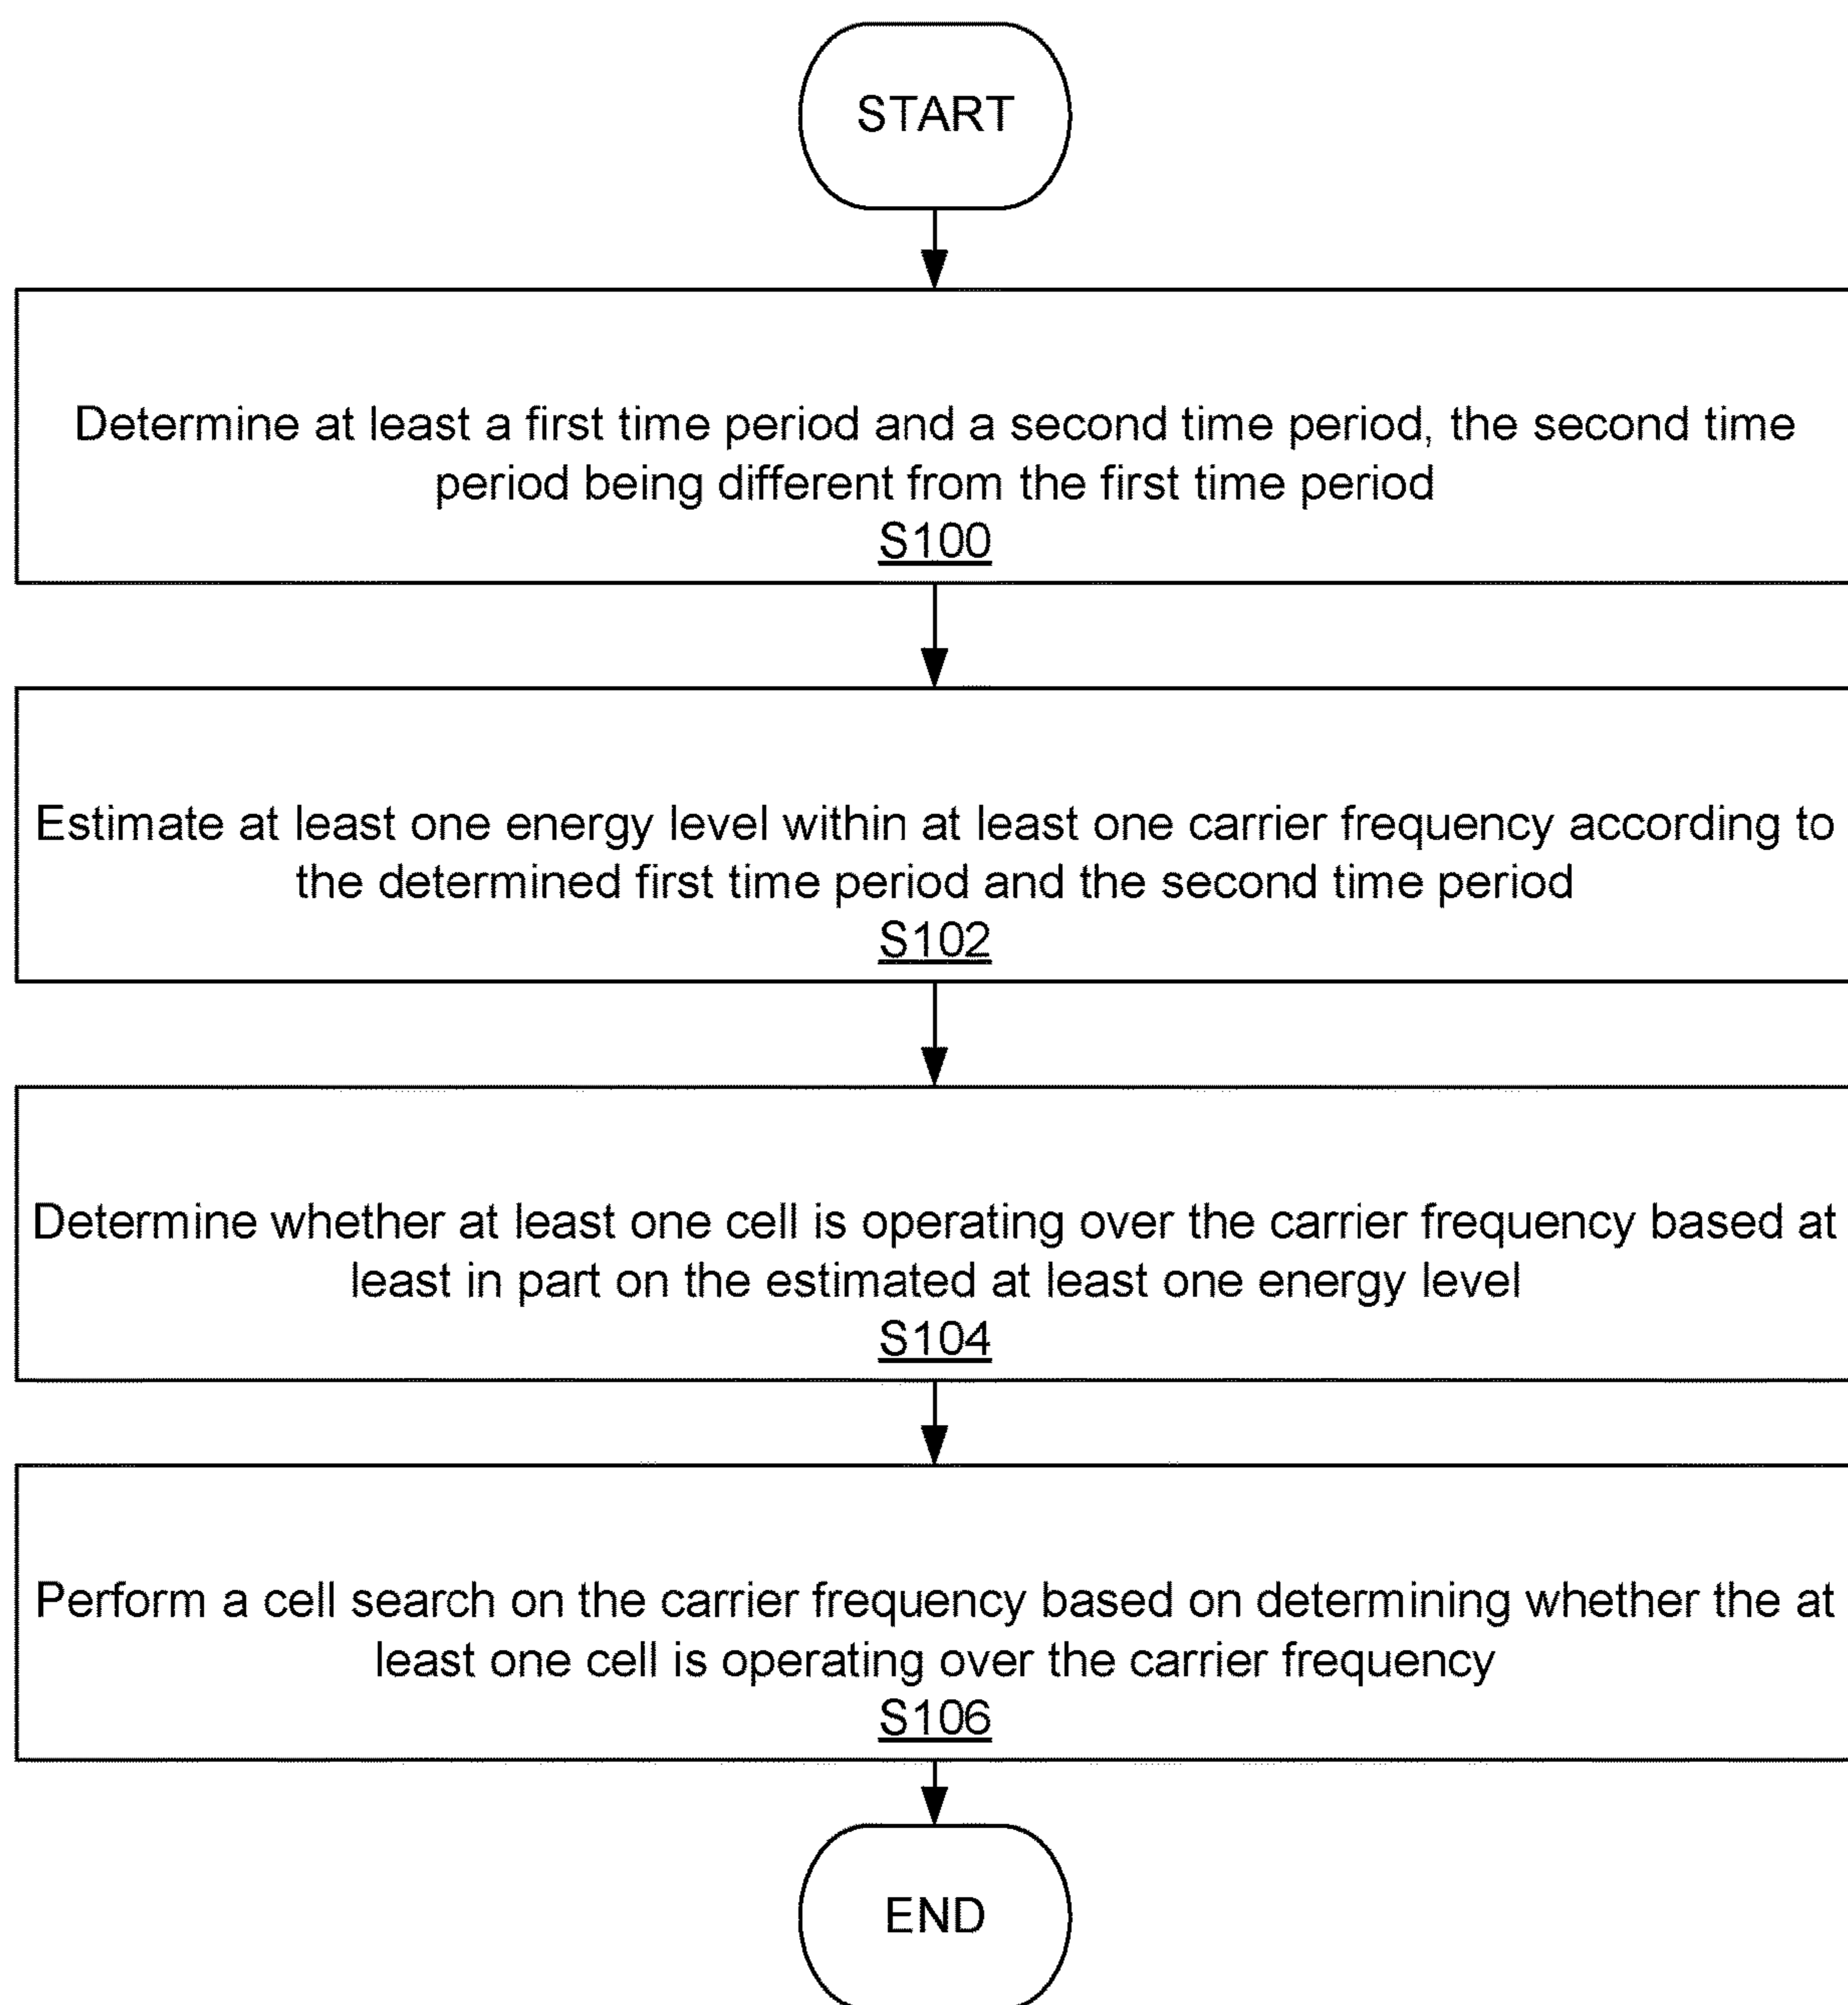 START
Determine at least a first time period and a second time period, the second time
period being different from the first time period
S100
Estimate at least one energy level within at least one carrier frequency according to
the determined first time period and the second time period
S102
Determine whether at least one cell is operating over the carrier frequency based at
least in part on the estimated at least one energy level
S104
Perform a cell search on the carrier frequency based on determining whether the at
least one cell is operating over the carrier frequency
S106
END